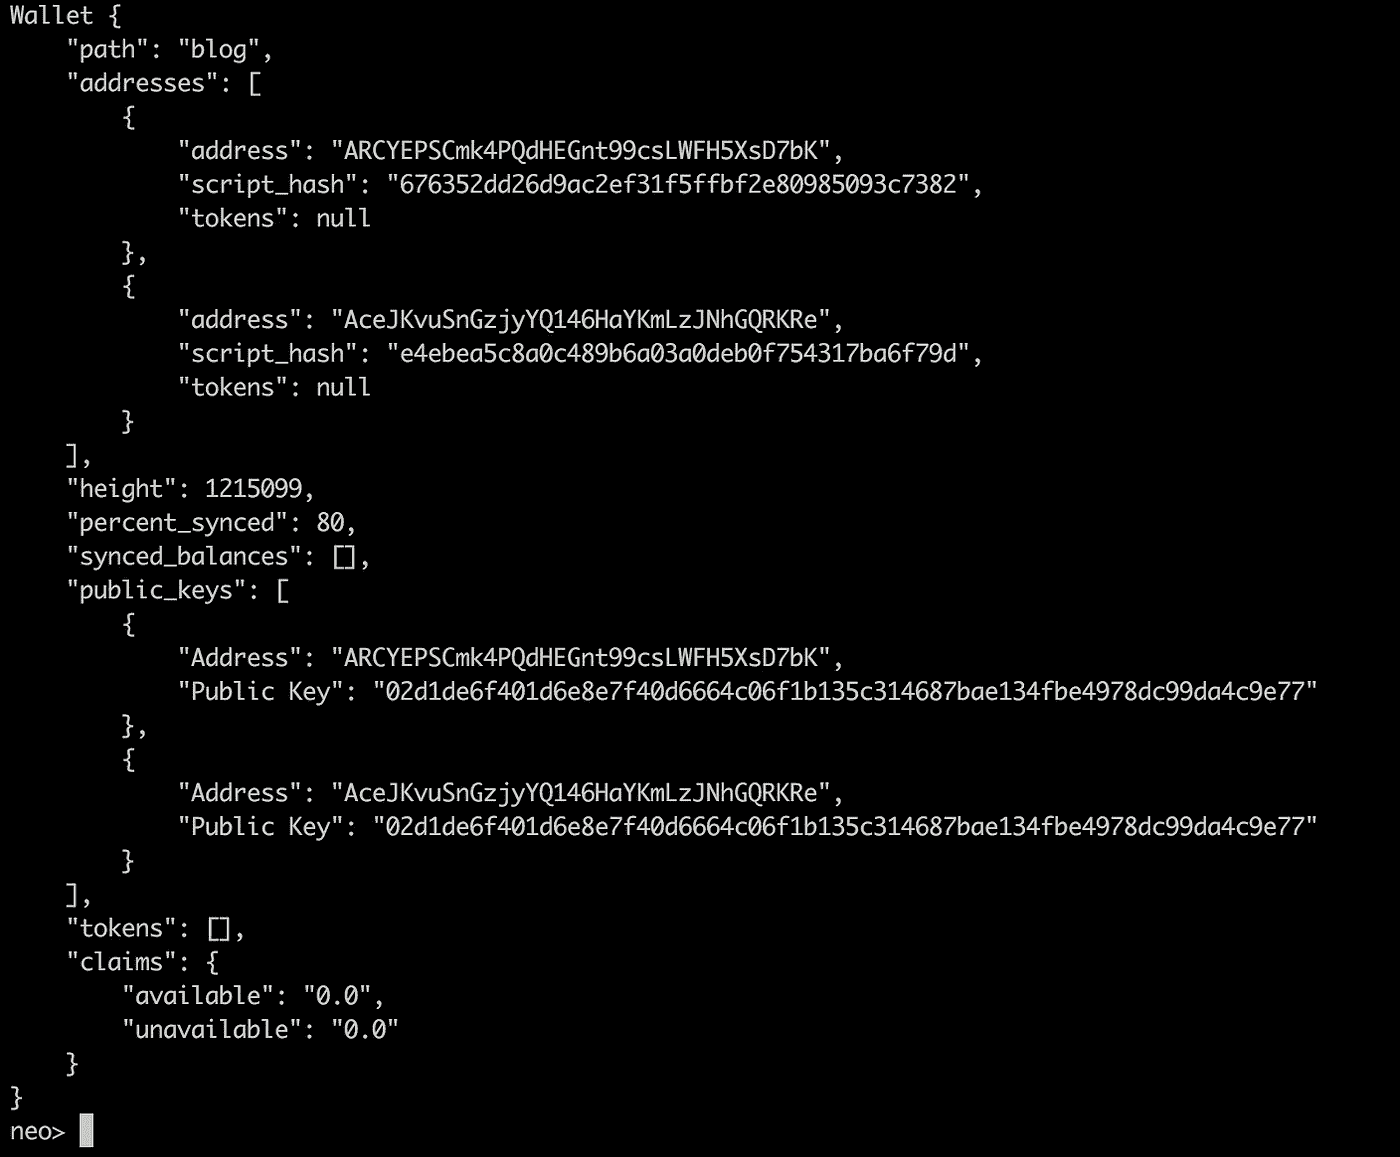 Wallet {
    "path": "blog",
    "addresses": [
        {
            "address": "ARCYEPSCmk4PQdHEGnt99csLWFH5XsD7bK",
            "script_hash": "676352dd26d9ac2ef31f5ffbf2e80985093c7382",
            "tokens": null
        },
        {
            "address": "AceJKvuSnGzjyYQ146HaYKmLzJNhGQRKRe",
            "script_hash": "e4ebea5c8a0c489b6a03a0deb0f754317ba6f79d",
            "tokens": null
        }
    ],
    "height": 1215099,
    "percent_synced": 80,
    "synced_balances": [],
    "public_keys": [
        {
            "Address": "ARCYEPSCmk4PQdHEGnt99csLWFH5XsD7bK",
            "Public Key": "02d1de6f401d6e8e7f40d6664c06f1b135c314687bae134fbe4978dc99da4c9e77"
        },
        {
            "Address": "AceJKvuSnGzjyYQ146HaYKmLzJNhGQRKRe",
            "Public Key": "02d1de6f401d6e8e7f40d6664c06f1b135c314687bae134fbe4978dc99da4c9e77"
        }
    ],
    "tokens": [],
    "claims": {
        "available": "0.0",
        "unavailable": "0.0"
    }
}
neo>